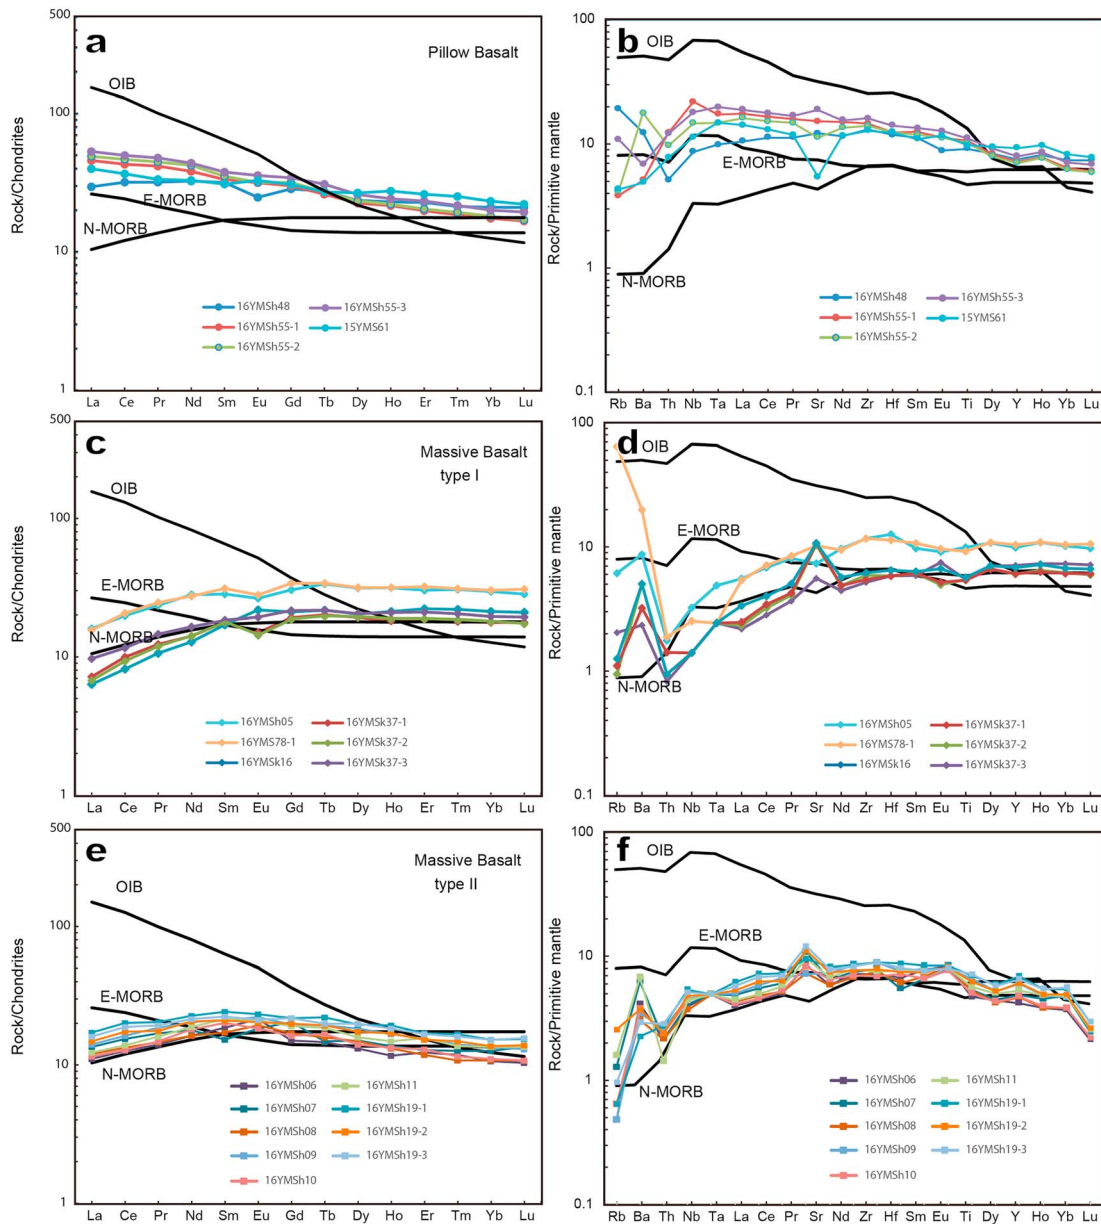 a
Pillow Basalt
Rock/Chondrites
500
100
10
1
OIB
E-MORB
N-MORB
16YMSh48
16YMSh55-3
16YMSh55-1
15YMS61
16YMSh55-2
La Ce Pr Nd Sm Eu Gd Tb Dy Ho Er Tm Yb Lu
b
Rock/Primitive mantle
100
10
1
0.1
OIB
E-MORB
N-MORB
16YMSh48
16YMSh55-3
16YMSh55-1
15YMS61
16YMSh55-2
Rb Ba Th Nb Ta La Ce Pr Sr Nd Zr Hf Sm Eu Ti Dy Y Ho Yb Lu
c
Massive Basalt
type I
Rock/Chondrites
500
100
10
1
OIB
E-MORB
N-MORB
16YMSh05
16YMSk37-1
16YMS78-1
16YMSk37-2
16YMSk16
16YMSk37-3
La Ce Pr Nd Sm Eu Gd Tb Dy Ho Er Tm Yb Lu
d
Rock/Primitive mantle
100
10
1
0.1
OIB
E-MORB
N-MORB
16YMSh05
16YMSk37-1
16YMS78-1
16YMSk37-2
16YMSk16
16YMSk37-3
Rb Ba Th Nb Ta La Ce Pr Sr Nd Zr Hf Sm Eu Ti Dy Y Ho Yb Lu
e
Massive Basalt
type II
Rock/Chondrites
500
100
10
1
OIB
E-MORB
N-MORB
16YMSh06
16YMSh11
16YMSh07
16YMSh19-1
16YMSh08
16YMSh19-2
16YMSh09
16YMSh19-3
16YMSh10
La Ce Pr Nd Sm Eu Gd Tb Dy Ho Er Tm Yb Lu
f
Rock/Primitive mantle
100
10
1
0.1
OIB
E-MORB
N-MORB
16YMSh06
16YMSh11
16YMSh07
16YMSh19-1
16YMSh08
16YMSh19-2
16YMSh09
16YMSh19-3
16YMSh10
Rb Ba Th Nb Ta La Ce Pr Sr Nd Zr Hf Sm Eu Ti Dy Y Ho Yb Lu